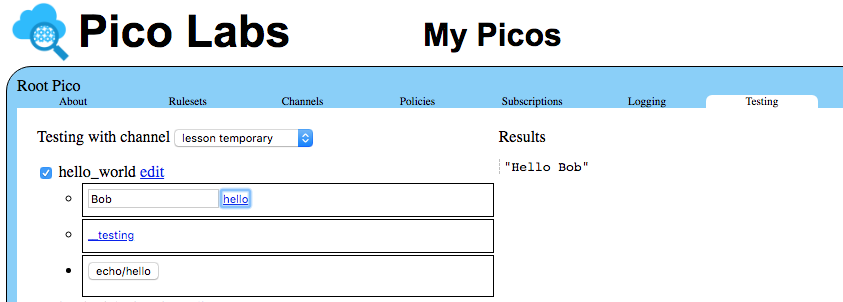 Pico Labs My Picos
Root Pico
About Rulesets Channels Policies Subscriptions Logging Testing
Testing with channel lesson temporary Results
"Hello Bob"
hello_world edit
Bob hello
__testing
echo/hello